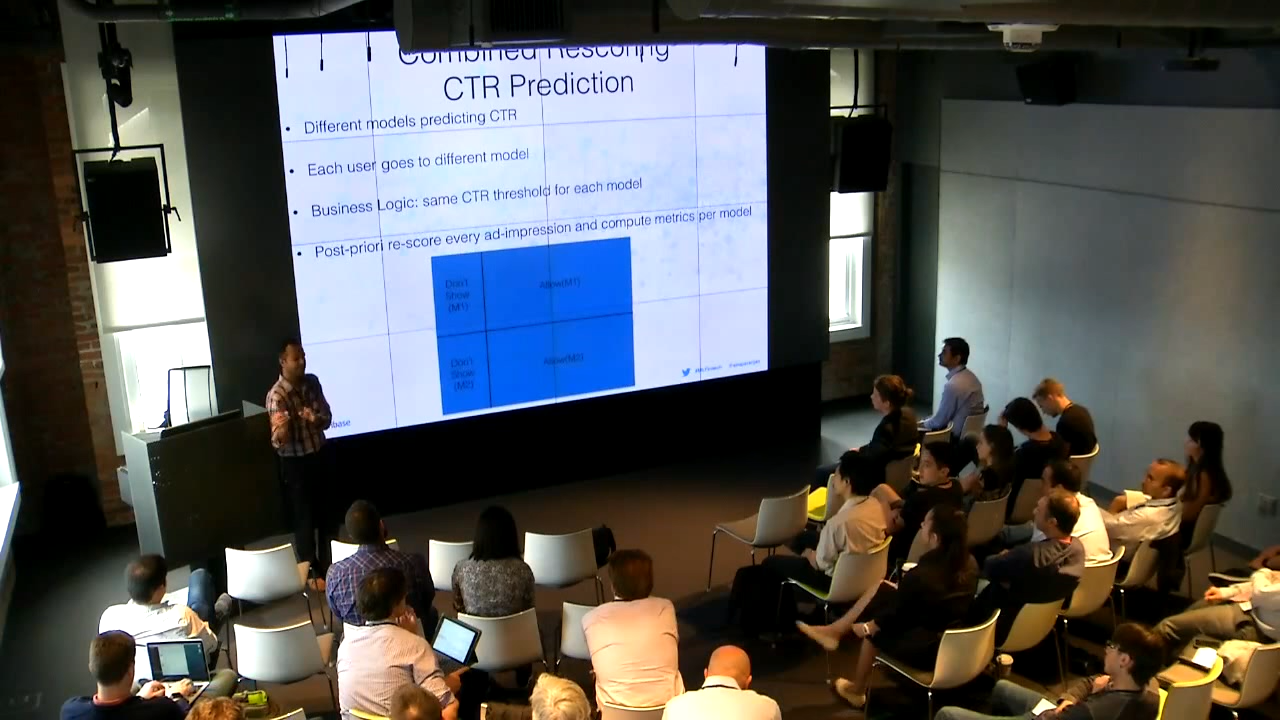 Combined Rescoring
CTR Prediction
• Different models predicting CTR
• Each user goes to different model
• Business Logic: same CTR threshold for each model
• Post-priori re-score every ad-impression and compute metrics per model
Don't
Show
(M1)
Allow(M1)
Don't
Show
(M2)
Allow(M2)